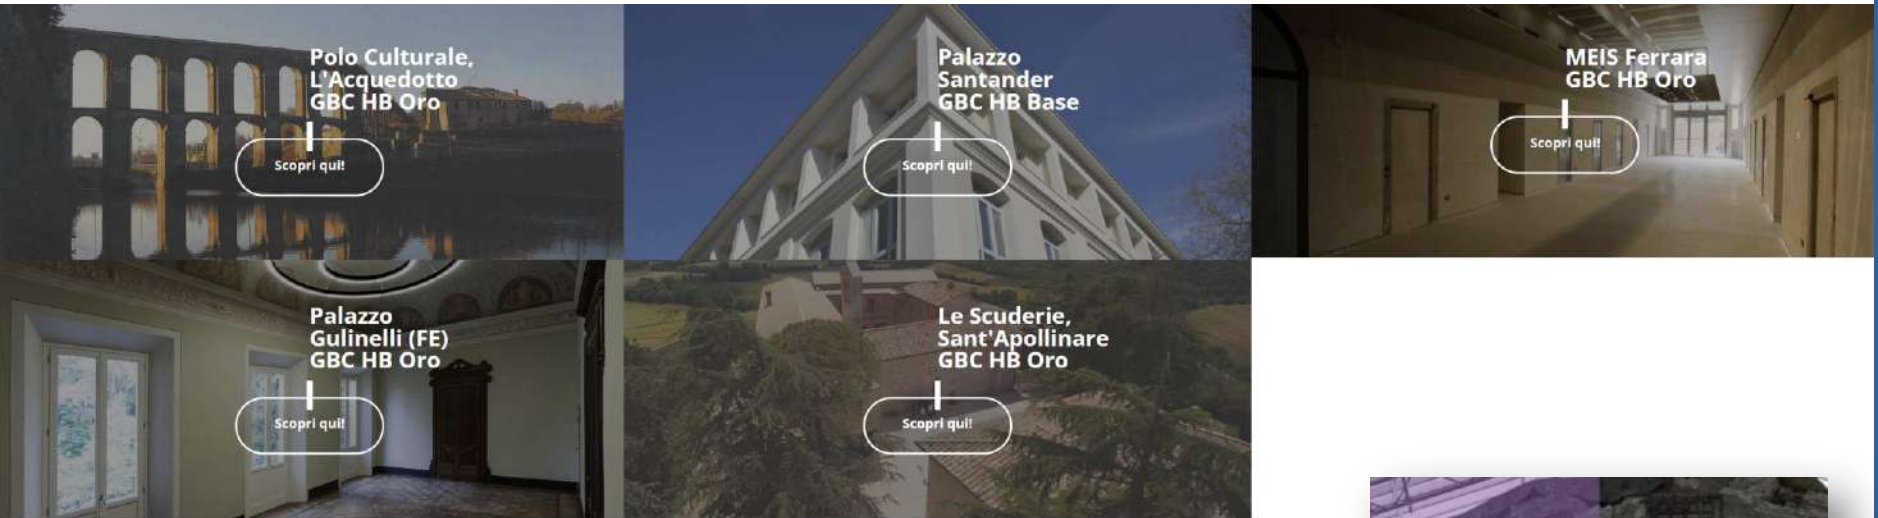 Polo Culturale,
L'Acquedotto
GBC HB Oro
Scopri qui!
Palazzo
Santander
GBC HB Base
Scopri qui!
MEIS Ferrara
GBC HB Oro
Scopri qui!
Palazzo
Gulinelli (FE)
GBC HB Oro
Scopri qui!
Le Scuderie,
Sant'Apollinare
GBC HB Oro
Scopri qui!